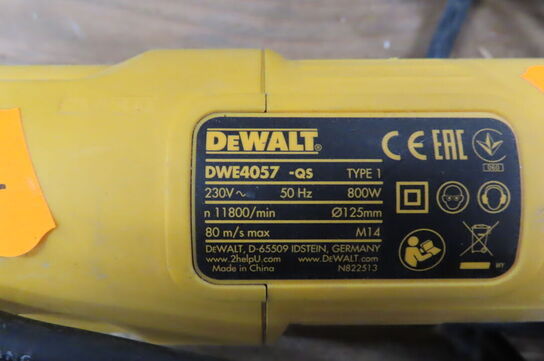 DEWALT®
DWE4057 -QS TYPE 1
230V ~ 50 Hz 800W
n 11800/min Ø125mm
80 m/s max M14
DEWALT, D-65509 IDSTEIN, GERMANY
www.2helpU.com www.DEWALT.com
Made in China N822513
CE EAC